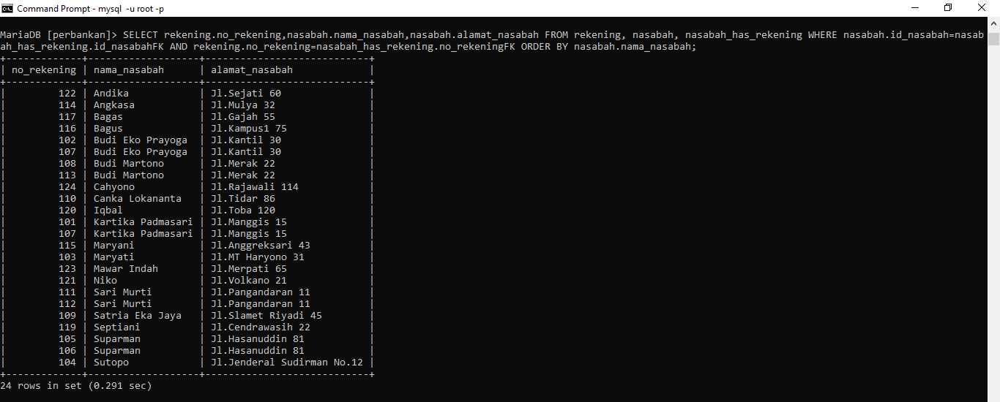 Command Prompt - mysql  -u root -p
MariaDB [perbankan]> SELECT rekening.no_rekening,nasabah.nama_nasabah,nasabah.alamat_nasabah FROM rekening, nasabah, nasabah_has_rekening WHERE nasabah.id_nasabah=nasab
ah_has_rekening.id_nasabahFK AND rekening.no_rekening=nasabah_has_rekening.no_rekeningFK ORDER BY nasabah.nama_nasabah;
+-------------+-------------------+----------------------------+
| no_rekening | nama_nasabah      | alamat_nasabah             |
+-------------+-------------------+----------------------------+
|         122 | Andika            | Jl.Sejati 60               |
|         114 | Angkasa           | Jl.Mulya 32                |
|         117 | Bagas             | Jl.Gajah 55                |
|         116 | Bagus             | Jl.Kampus1 75              |
|         102 | Budi Eko Prayoga  | Jl.Kantil 30               |
|         107 | Budi Eko Prayoga  | Jl.Kantil 30               |
|         108 | Budi Martono      | Jl.Merak 22                |
|         113 | Budi Martono      | Jl.Merak 22                |
|         124 | Cahyono           | Jl.Rajawali 114            |
|         110 | Canka Lokananta   | Jl.Tidar 86                |
|         120 | Iqbal             | Jl.Toba 120                |
|         101 | Kartika Padmasari | Jl.Manggis 15              |
|         107 | Kartika Padmasari | Jl.Manggis 15              |
|         115 | Maryani           | Jl.Anggreksari 43          |
|         103 | Maryati           | Jl.MT Haryono 31           |
|         123 | Mawar Indah       | Jl.Merpati 65              |
|         121 | Niko              | Jl.Volkano 21              |
|         111 | Sari Murti        | Jl.Pangandaran 11          |
|         112 | Sari Murti        | Jl.Pangandaran 11          |
|         109 | Satria Eka Jaya   | Jl.Slamet Riyadi 45        |
|         119 | Septiani          | Jl.Cendrawasih 22          |
|         105 | Suparman          | Jl.Hasanuddin 81           |
|         106 | Suparman          | Jl.Hasanuddin 81           |
|         104 | Sutopo            | Jl.Jenderal Sudirman No.12 |
+-------------+-------------------+----------------------------+
24 rows in set (0.291 sec)